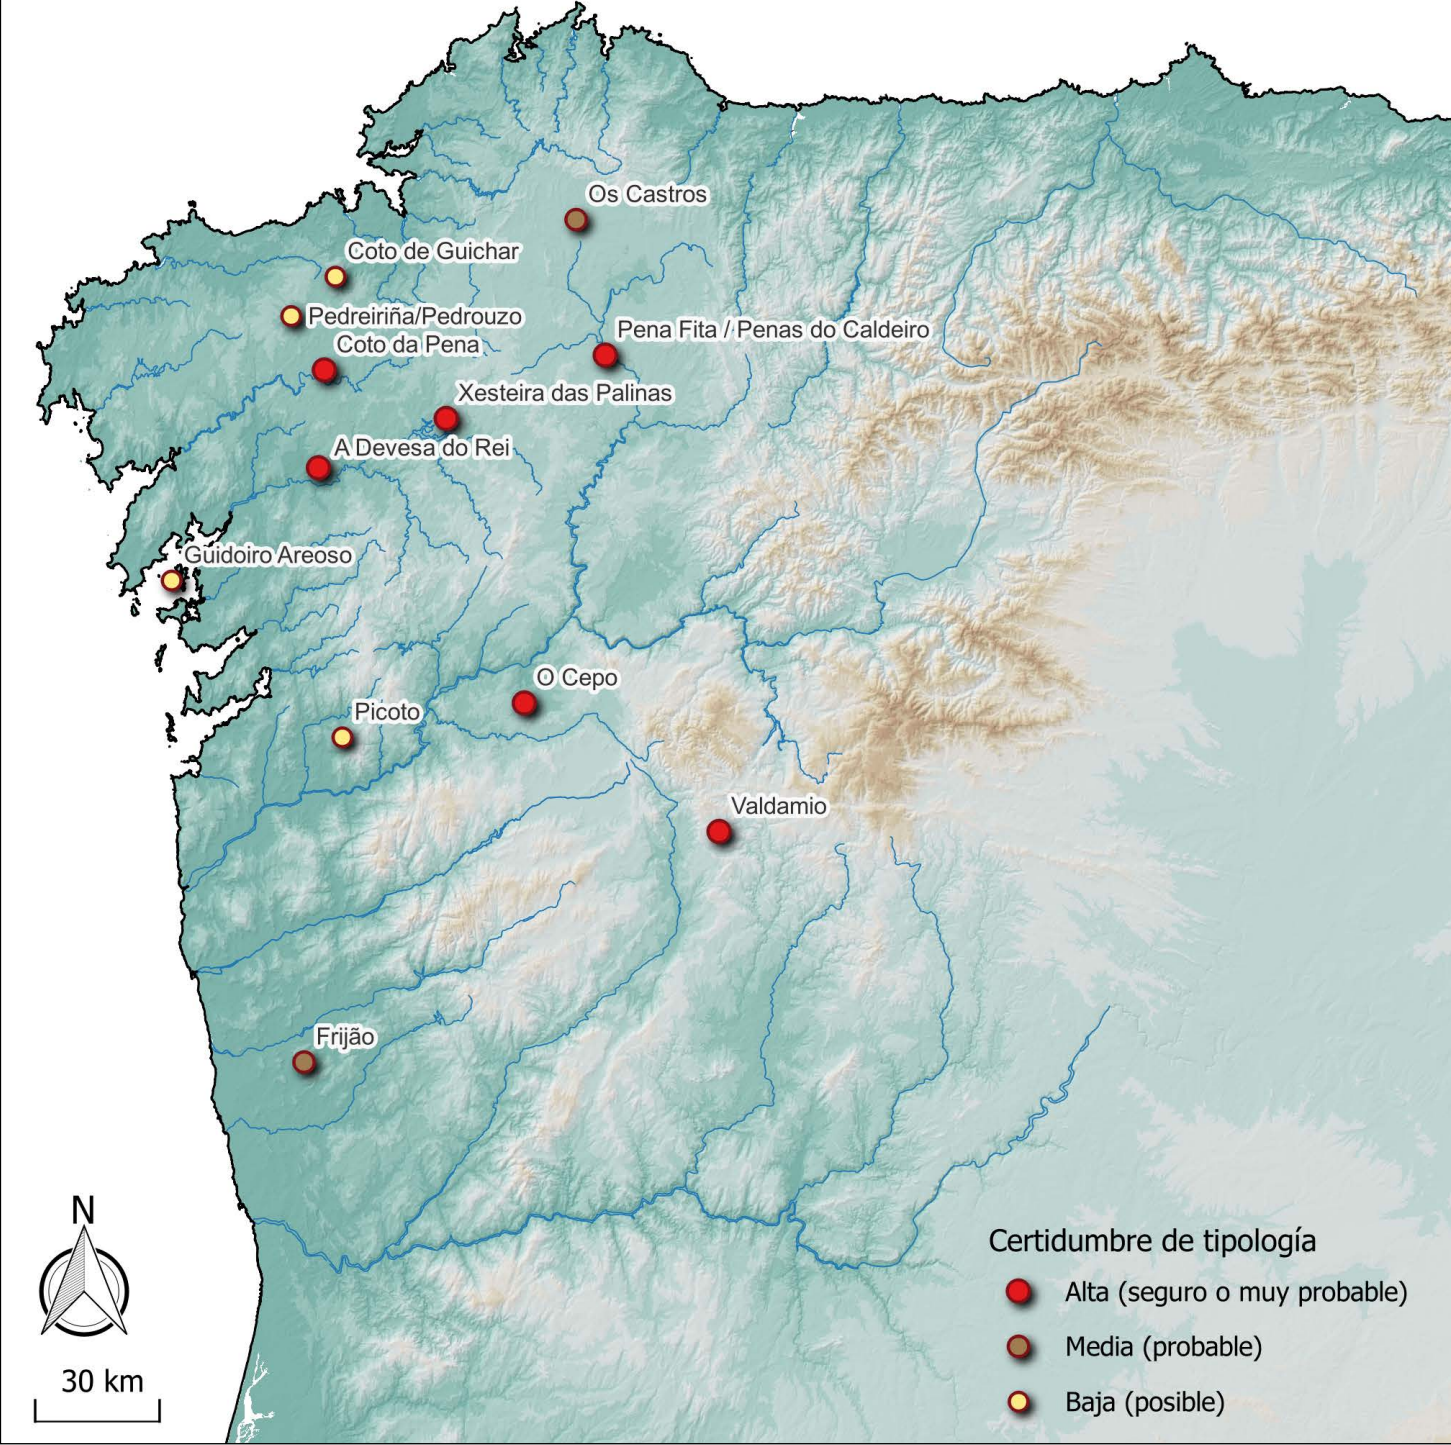 Os Castros
Coto de Guichar
Pedreiriña/Pedrouzo
Pena Fita / Penas do Caldeiro
Coto da Pena
Xesteira das Palinas
A Devesa do Rei
Guidoiro Areoso
O Cepo
Picoto
Valdamio
Frijão
N
30 km
Certidumbre de tipología
Alta (seguro o muy probable)
Media (probable)
Baja (posible)